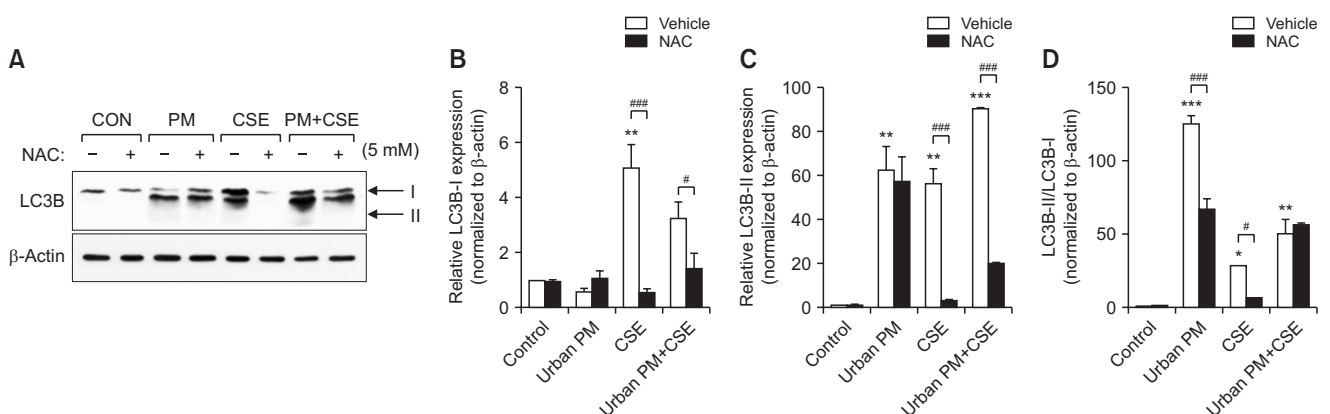 A
CON PM CSE PM+CSE
NAC: – + – + – + – + (5 mM)
LC3B
I
II
β-Actin
B
Vehicle
NAC
Relative LC3B-I expression
(normalized to β-actin)
8
6
4
2
0
**
###
#
Control
Urban PM
CSE
Urban PM+CSE
C
Vehicle
NAC
Relative LC3B-II expression
(normalized to β-actin)
100
80
60
40
20
0
**
**
###
***
###
Control
Urban PM
CSE
Urban PM+CSE
D
Vehicle
NAC
LC3B-II/LC3B-I
(normalized to β-actin)
150
100
50
0
***
###
*
#
**
Control
Urban PM
CSE
Urban PM+CSE